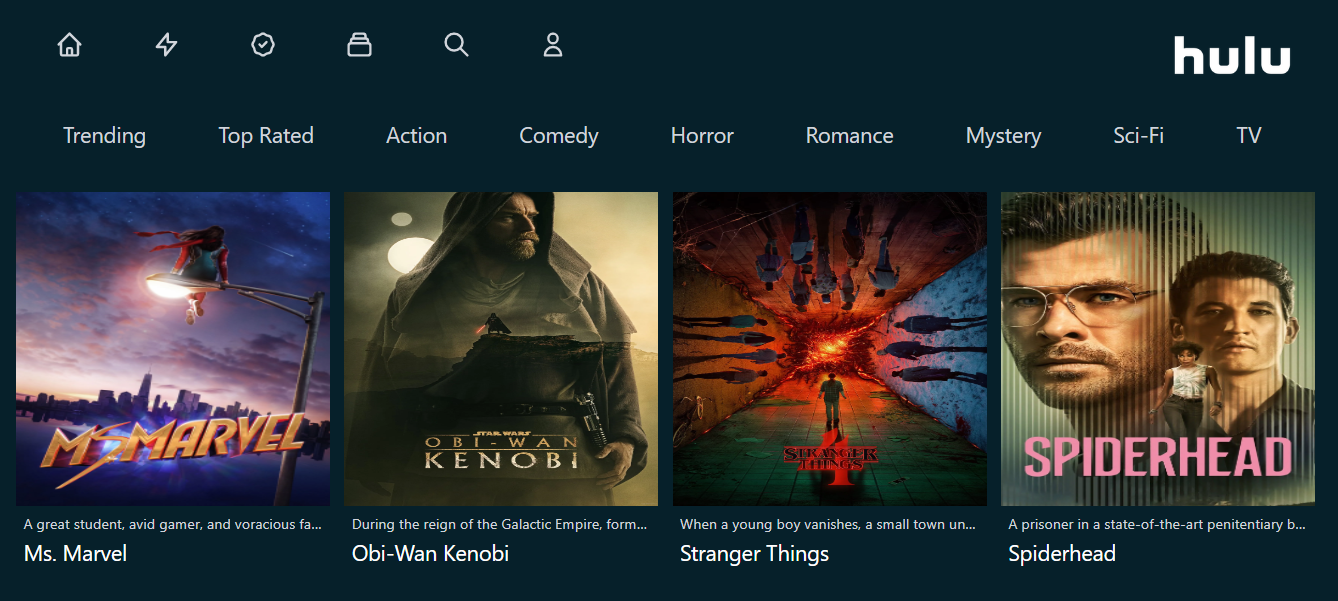 hulu
Trending Top Rated Action Comedy Horror Romance Mystery Sci-Fi TV
MS MARVEL
STAR WARS
OBI-WAN
KENOBI
STRANGER
THINGS
4
SPIDERHEAD
A great student, avid gamer, and voracious fa...
Ms. Marvel
During the reign of the Galactic Empire, form...
Obi-Wan Kenobi
When a young boy vanishes, a small town un...
Stranger Things
A prisoner in a state-of-the-art penitentiary b...
Spiderhead